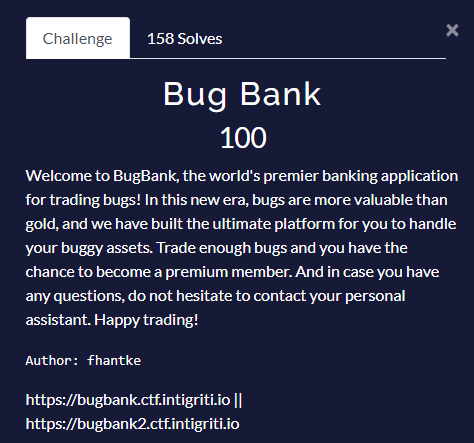 Challenge
158 Solves
×
Bug Bank
100
Welcome to BugBank, the world's premier banking application
for trading bugs! In this new era, bugs are more valuable than
gold, and we have built the ultimate platform for you to handle
your buggy assets. Trade enough bugs and you have the
chance to become a premium member. And in case you have
any questions, do not hesitate to contact your personal
assistant. Happy trading!
Author: fhantke
https://bugbank.ctf.intigriti.io ||
https://bugbank2.ctf.intigriti.io